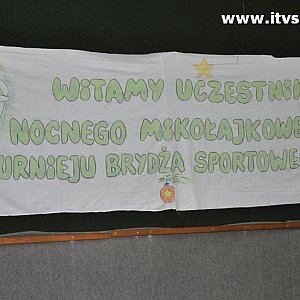 www.itvs
WITAMY UCZESTNIK
NOCNEGO MIKOŁAJKOWE
URNIEJU BRYDŻA SPORTOWE